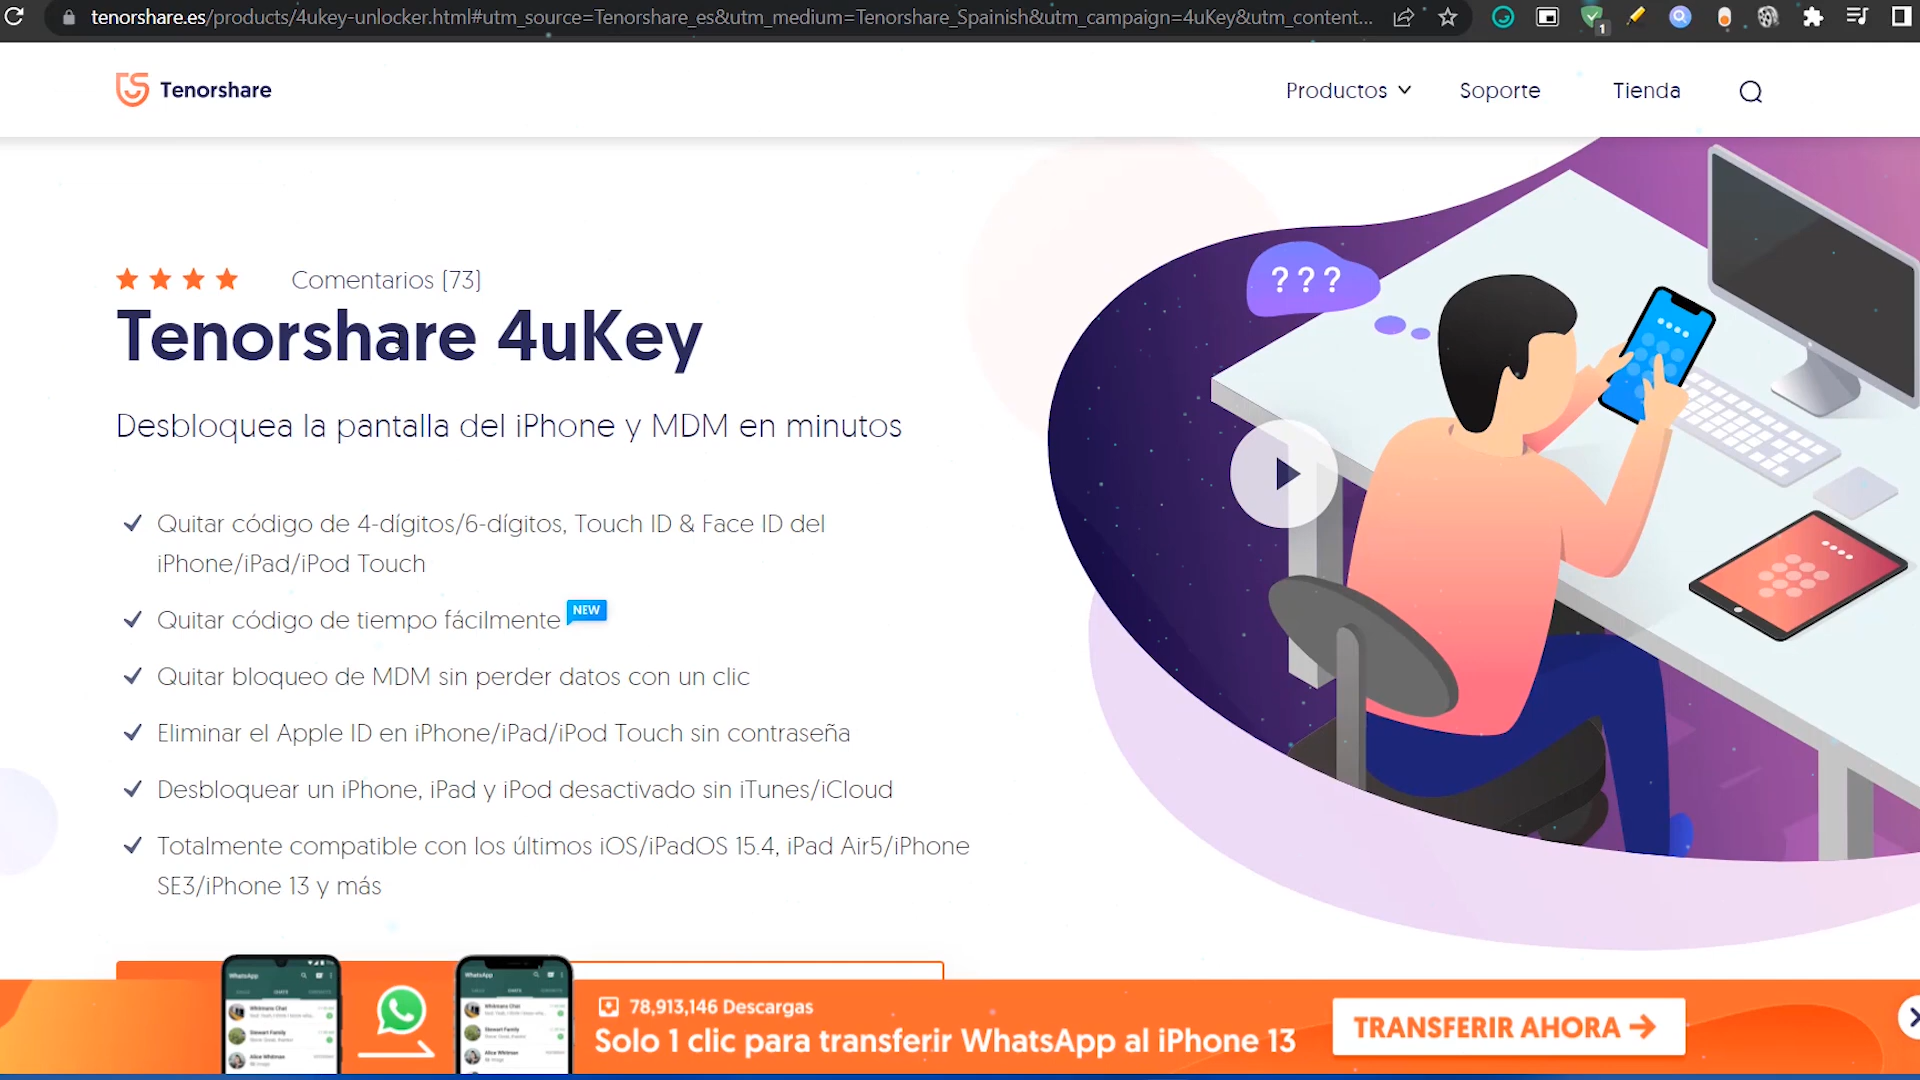 tenorshare.es/products/4ukey-unlocker.html#utm_source=Tenorshare_es&utm_medium=Tenorshare_Spainish&utm_campaign=4uKey&utm_content...
1
Tenorshare
Productos
Soporte
Tienda
Comentarios (73)
Tenorshare 4uKey
Desbloquea la pantalla del iPhone y MDM en minutos
Quitar código de 4-dígitos/6-dígitos, Touch ID & Face ID del
iPhone/iPad/iPod Touch
Quitar código de tiempo fácilmente NEW
Quitar bloqueo de MDM sin perder datos con un clic
Eliminar el Apple ID en iPhone/iPad/iPod Touch sin contraseña
Desbloquear un iPhone, iPad y iPod desactivado sin iTunes/iCloud
Totalmente compatible con los últimos iOS/iPadOS 15.4, iPad Air5/iPhone
SE3/iPhone 13 y más
???
WhatsApp
WhatsApp
78,913,146 Descargas
Solo 1 clic para transferir WhatsApp al iPhone 13
TRANSFERIR AHORA